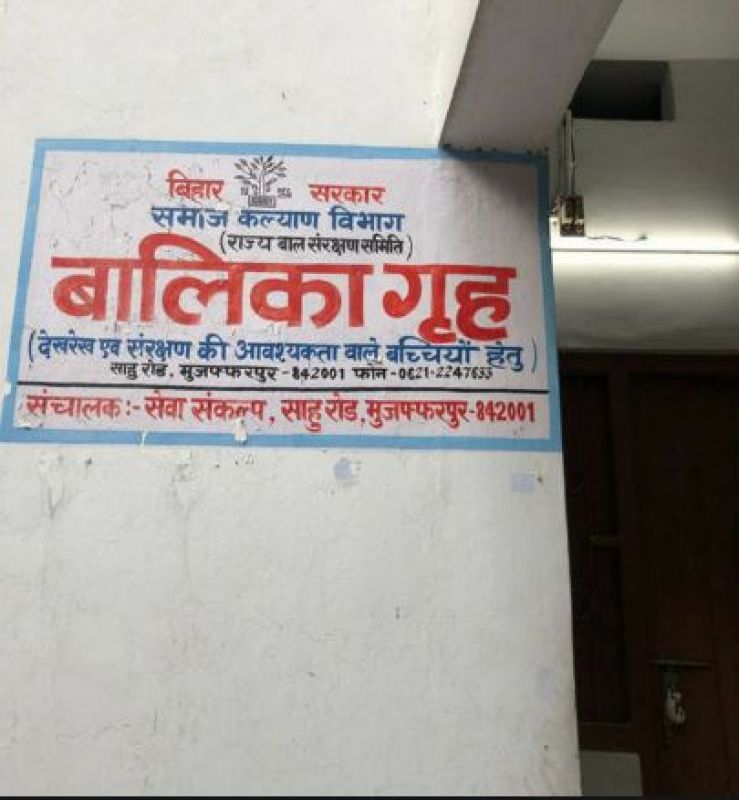 बिहार सरकार
समाज कल्याण विभाग
(राज्य बाल संरक्षण समिति)
बालिका गृह
(देखरेख एव संरक्षण की आवश्यकता वाले बच्चियों हेतु)
साहु रोड, मुजफ्फरपुर - 842001 फोन - 0621-2247633
संचालक :- सेवा संकल्प, साहु रोड, मुजफ्फरपुर-842001